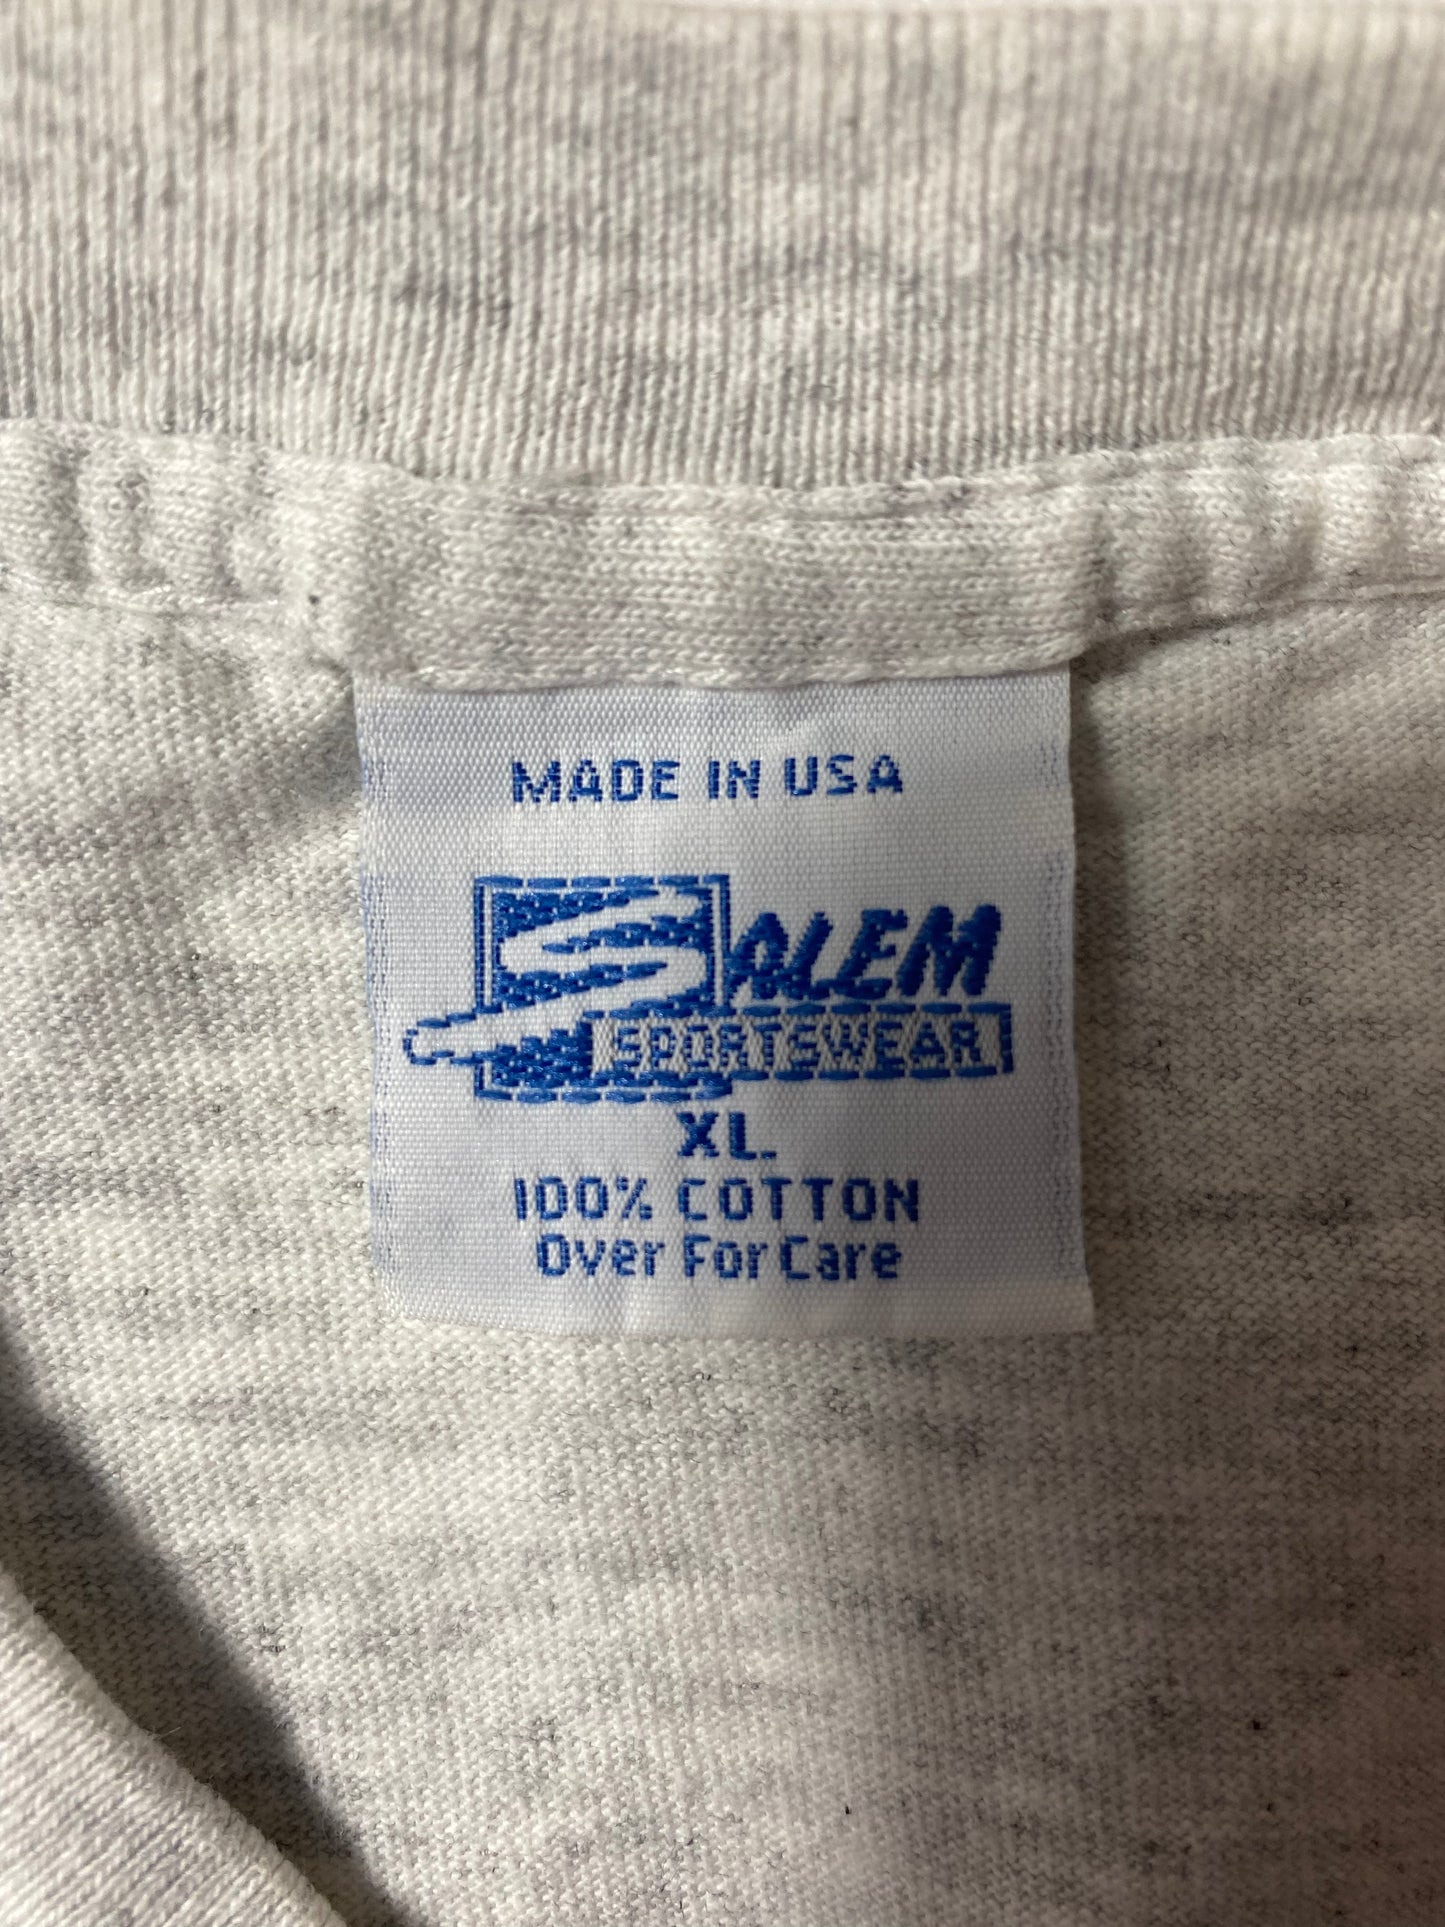 MADE IN USA
SALEM
SPORTSWEAR
XL
100% COTTON
Over For Care